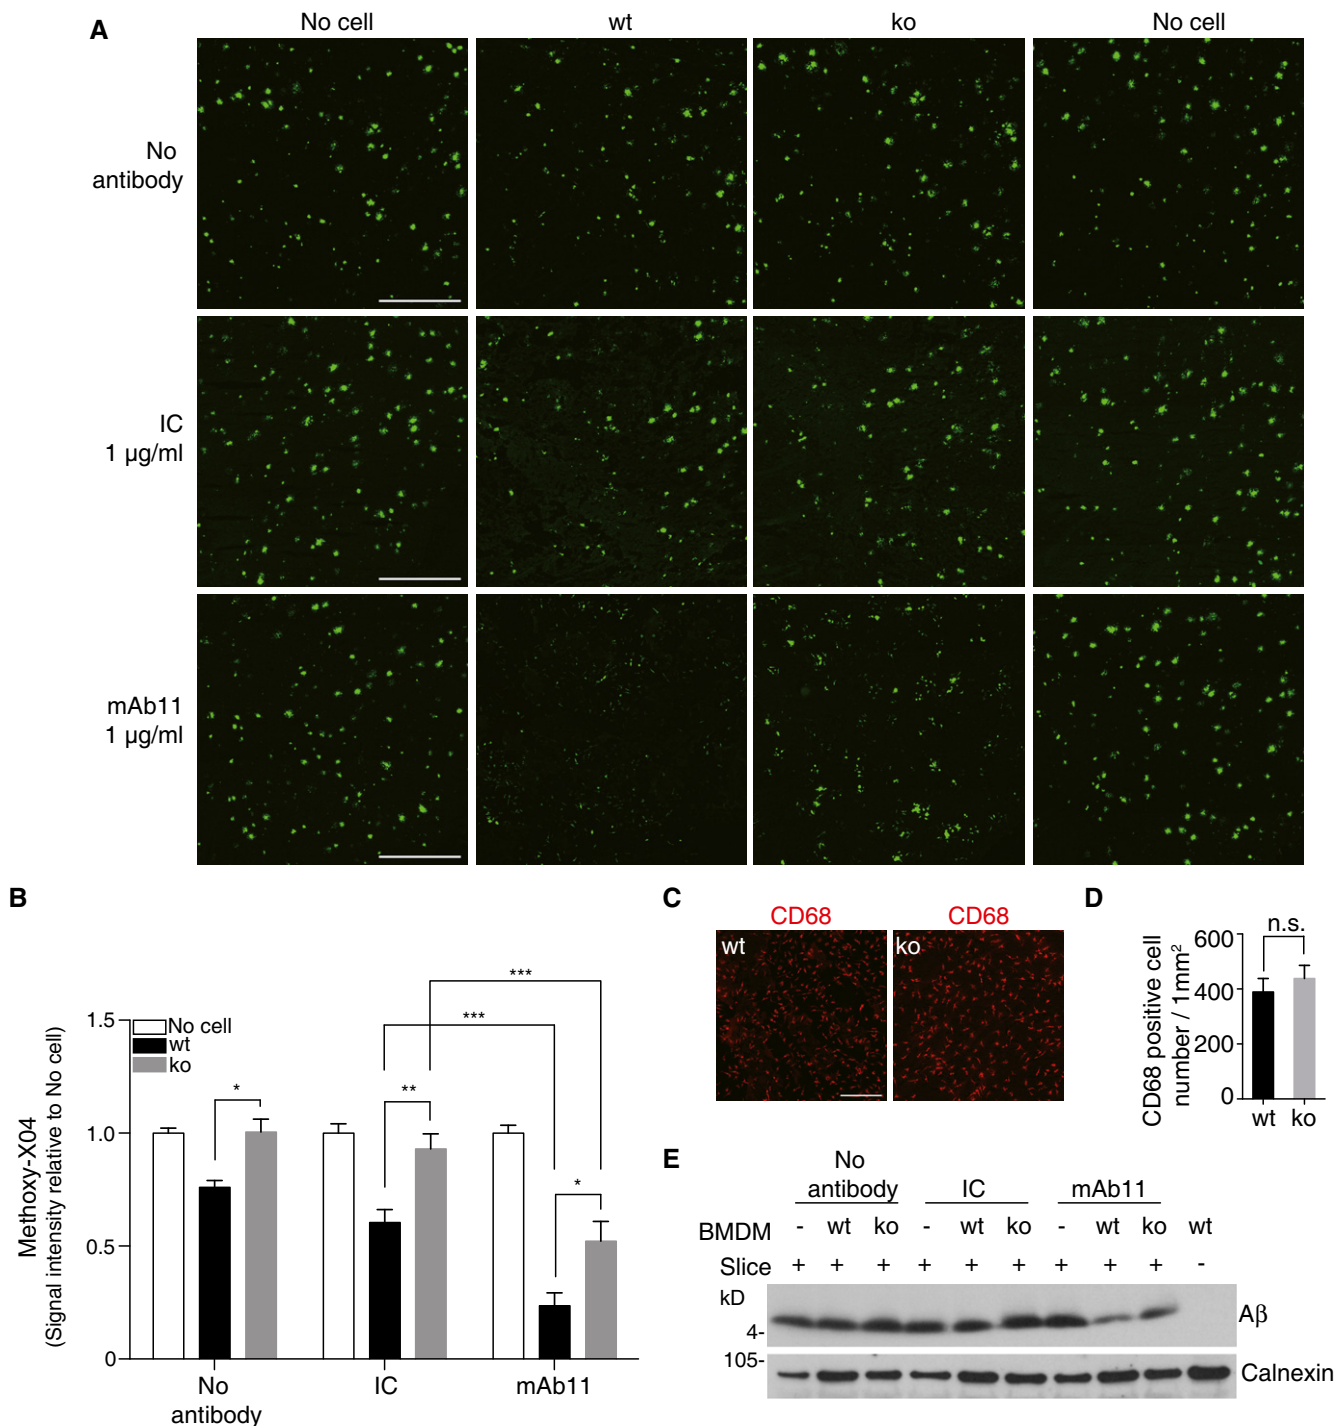 A
No cell
wt
ko
No cell
No
antibody
IC
1 µg/ml
mAb11
1 µg/ml
B
Methoxy-X04
(Signal intensity relative to No cell)
1.5
1.0
0.5
0
No cell
wt
ko
*
**
***
***
*
No
antibody
IC
mAb11
C
CD68
CD68
wt
ko
D
CD68 positive cell
number / 1mm²
600
400
200
0
n.s.
wt
ko
E
No
antibody
IC
mAb11
BMDM - wt ko - wt ko - wt ko wt
Slice + + + + + + + + + -
kD
4-
Aβ
105-
Calnexin